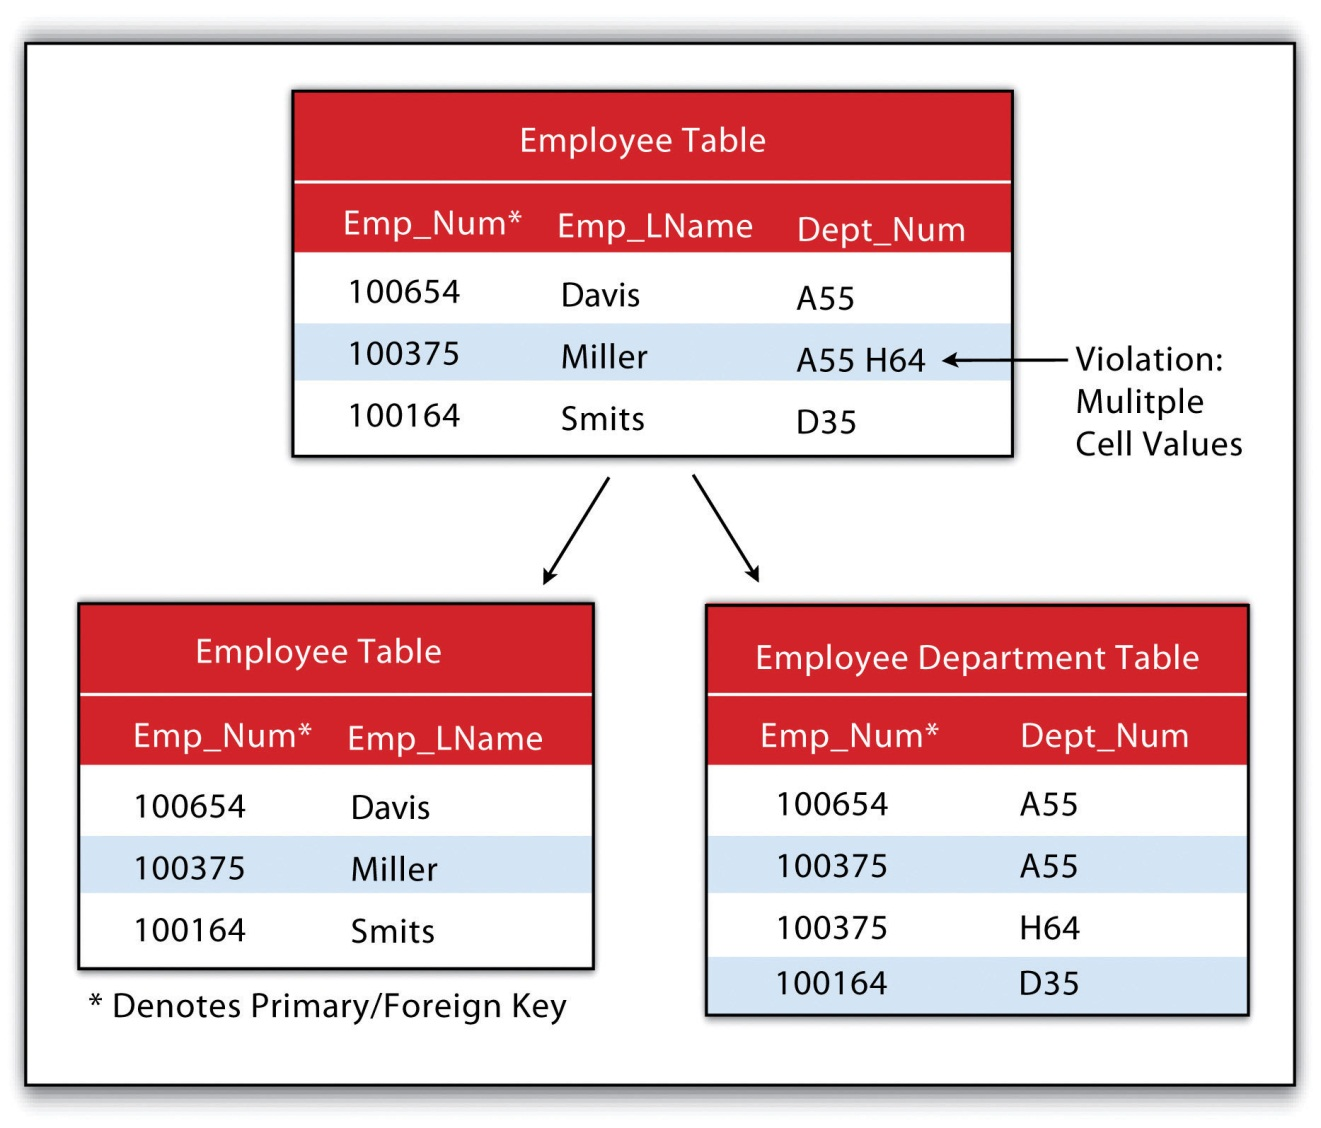 Employee Table
Emp_Num* Emp_LName Dept_Num
100654 Davis A55
100375 Miller A55 H64
100164 Smits D35
Violation:
Mulitple
Cell Values
Employee Table
Emp_Num* Emp_LName
100654 Davis
100375 Miller
100164 Smits
* Denotes Primary/Foreign Key
Employee Department Table
Emp_Num* Dept_Num
100654 A55
100375 A55
100375 H64
100164 D35